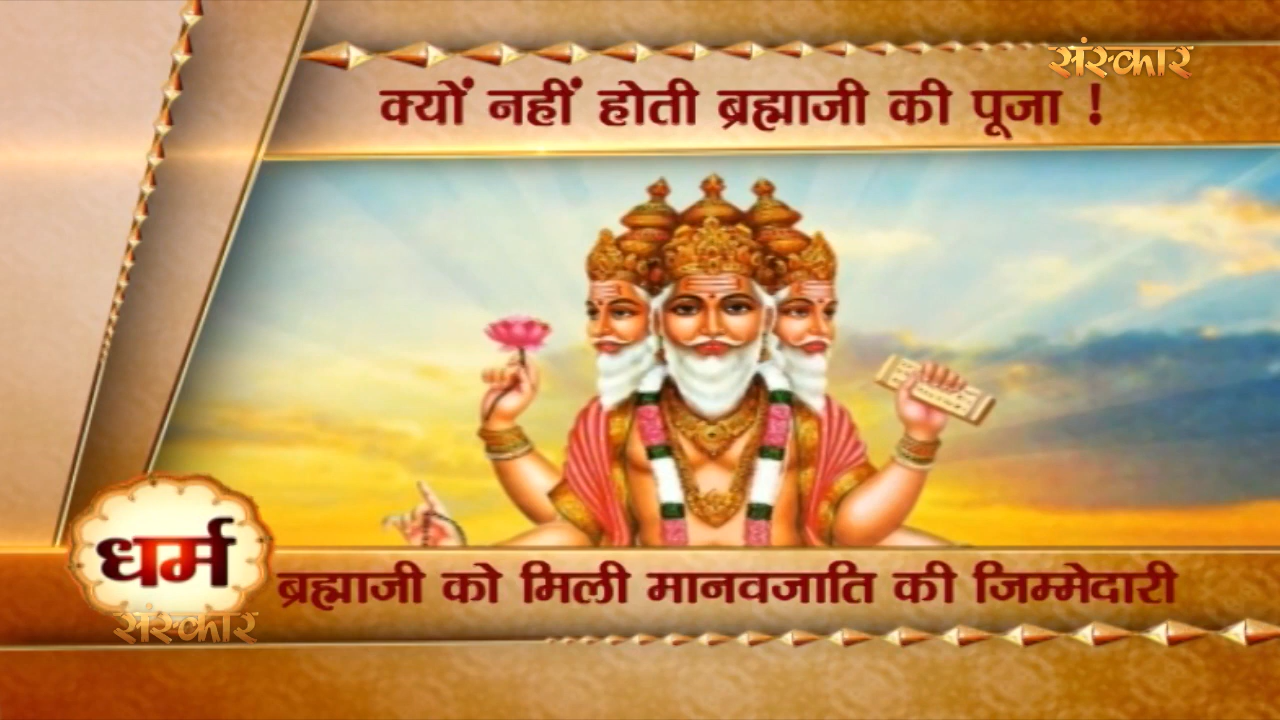 संस्कार
क्यों नहीं होती ब्रह्माजी की पूजा !
धर्म
संस्कार
ब्रह्माजी को मिली मानवजाति की जिम्मेदारी